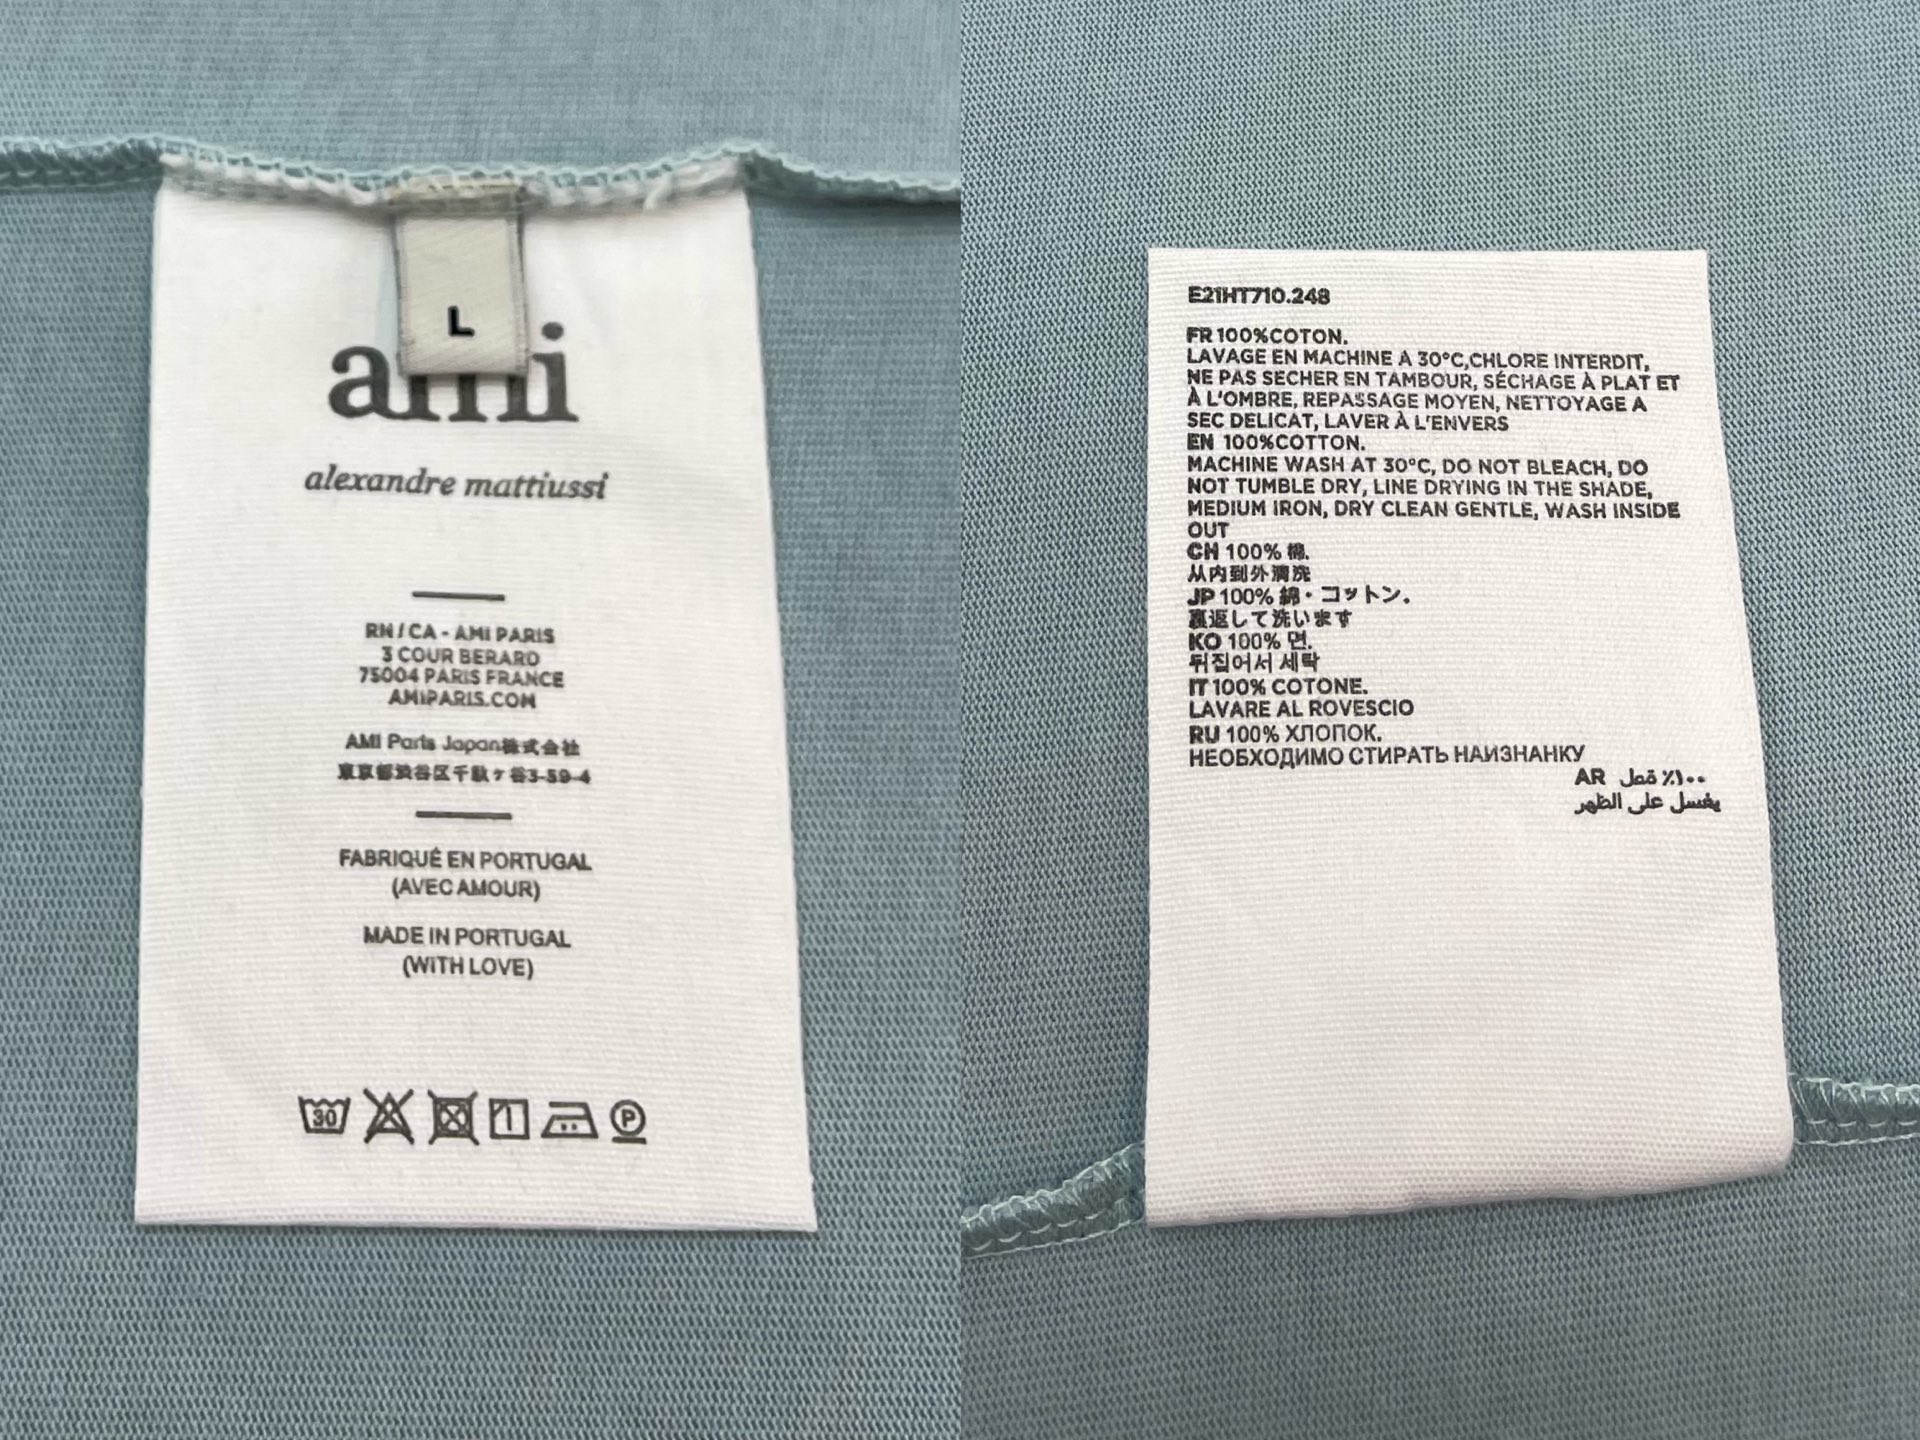 L
ami
alexandre mattiussi
RN / CA - AMI PARIS
3 COUR BERARD
75004 PARIS FRANCE
AMIPARIS.COM
AMI Paris Japan株式会社
東京都渋谷区千駄ヶ谷3-59-4
FABRIQUÉ EN PORTUGAL
(AVEC AMOUR)
MADE IN PORTUGAL
(WITH LOVE)
30
P
E21HT710.248
FR 100%COTON.
LAVAGE EN MACHINE A 30°C,CHLORE INTERDIT,
NE PAS SECHER EN TAMBOUR, SÉCHAGE À PLAT ET
À L'OMBRE, REPASSAGE MOYEN, NETTOYAGE A
SEC DELICAT, LAVER À L'ENVERS
EN 100%COTTON.
MACHINE WASH AT 30°C, DO NOT BLEACH, DO
NOT TUMBLE DRY, LINE DRYING IN THE SHADE,
MEDIUM IRON, DRY CLEAN GENTLE, WASH INSIDE
OUT
CH 100% 棉.
从内到外清洗
JP 100% 綿・コットン.
裏返して洗います
KO 100% 면.
뒤집어서 세탁
IT 100% COTONE.
LAVARE AL ROVESCIO
RU 100% ХЛОПОК.
НЕОБХОДИМО СТИРАТЬ НАИЗНАНКУ
AR ١٠٠٪ قمل
يغسل على الظهر